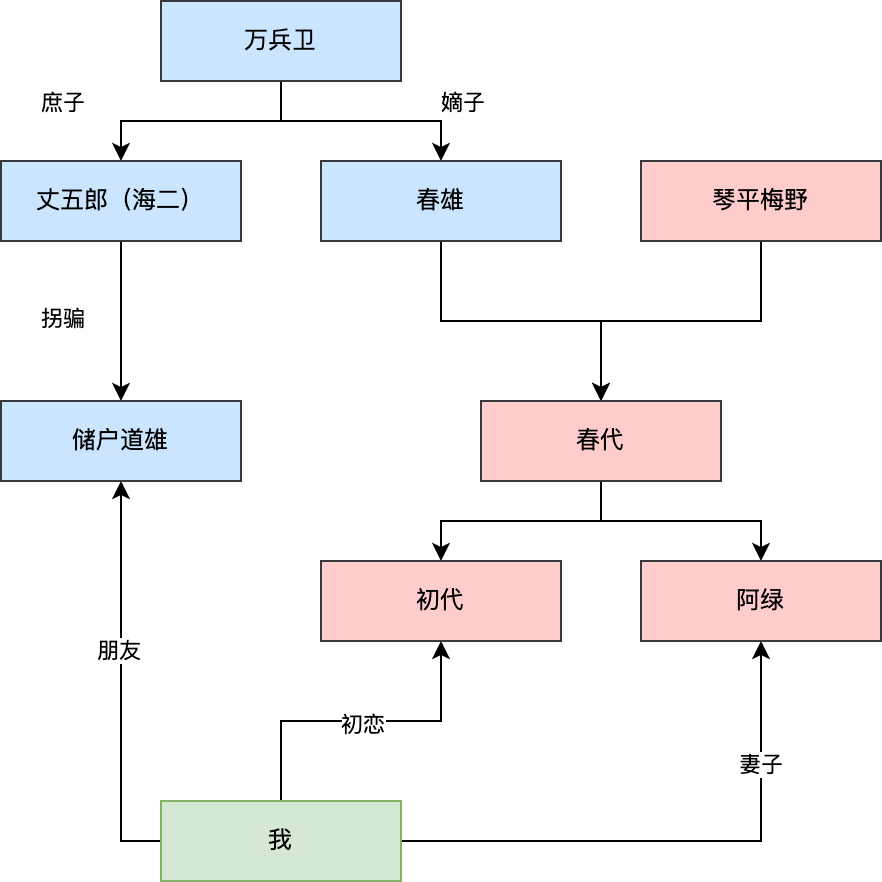 万兵卫
庶子
嫡子
丈五郎（海二）
春雄
琴平梅野
拐骗
储户道雄
春代
初代
阿绿
朋友
初恋
妻子
我